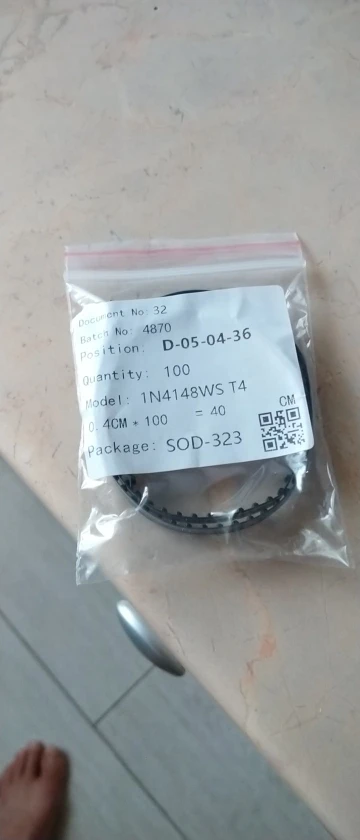 Document No: 32
Batch No: 4870
Position: D-05-04-36
Quantity: 100
Model: 1N4148WS T4
0.4CM * 100 = 40 CM
Package: SOD-323